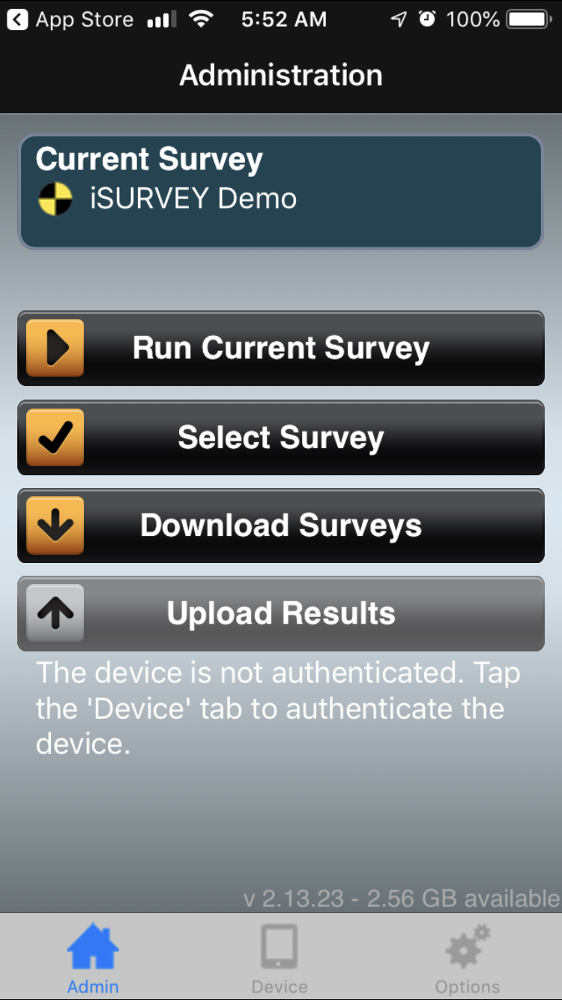 App Store 5:52 AM 100%
Administration
Current Survey
iSURVEY Demo
Run Current Survey
Select Survey
Download Surveys
Upload Results
The device is not authenticated. Tap
the 'Device' tab to authenticate the
device.
v 2.13.23 - 2.56 GB available
Admin Device Options